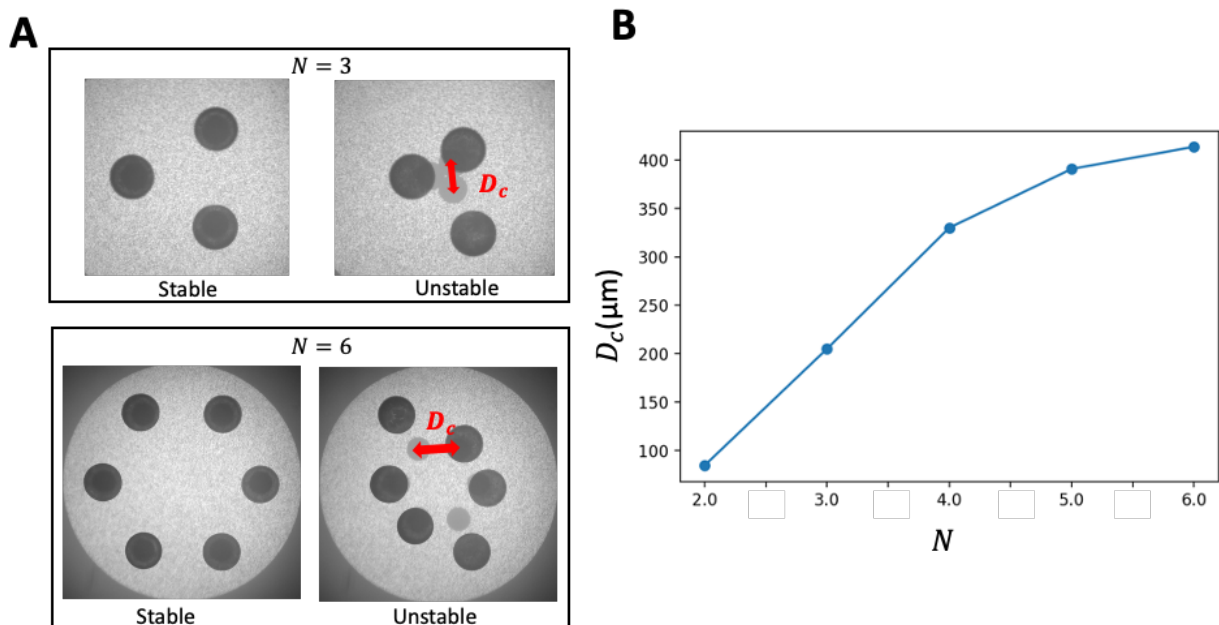 A
N = 3
Stable
Unstable
D_c
N = 6
Stable
Unstable
D_c
B
D_c(μm)
400
350
300
250
200
150
100
2.0
3.0
4.0
5.0
6.0
N